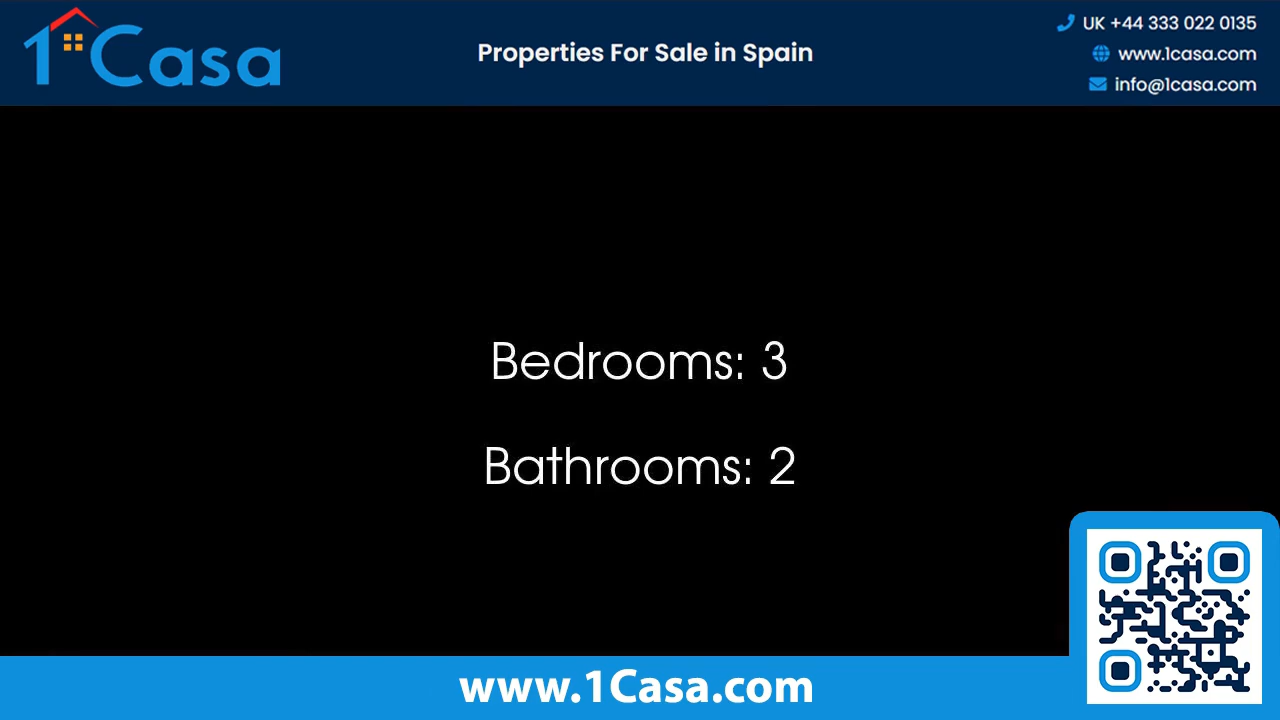 1Casa
Properties For Sale in Spain
UK +44 333 022 0135
www.1casa.com
info@1casa.com
Bedrooms: 3
Bathrooms: 2
www.1Casa.com